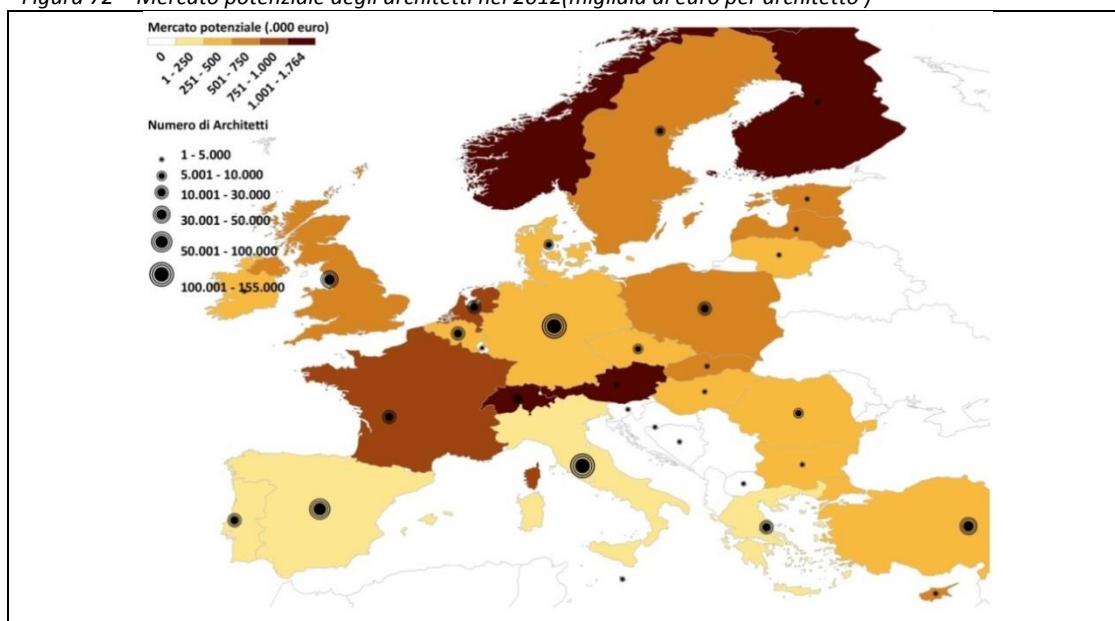 Figura 72 – Mercato potenziale degli architetti nel 2012(migliaia di euro per architetto )
Mercato potenziale (.000 euro)
0
1 - 250
251 - 500
501 - 750
751 - 1.000
1.001 - 1.764
Numero di Architetti
1 - 5.000
5.001 - 10.000
10.001 - 30.000
30.001 - 50.000
50.001 - 100.000
100.001 - 155.000